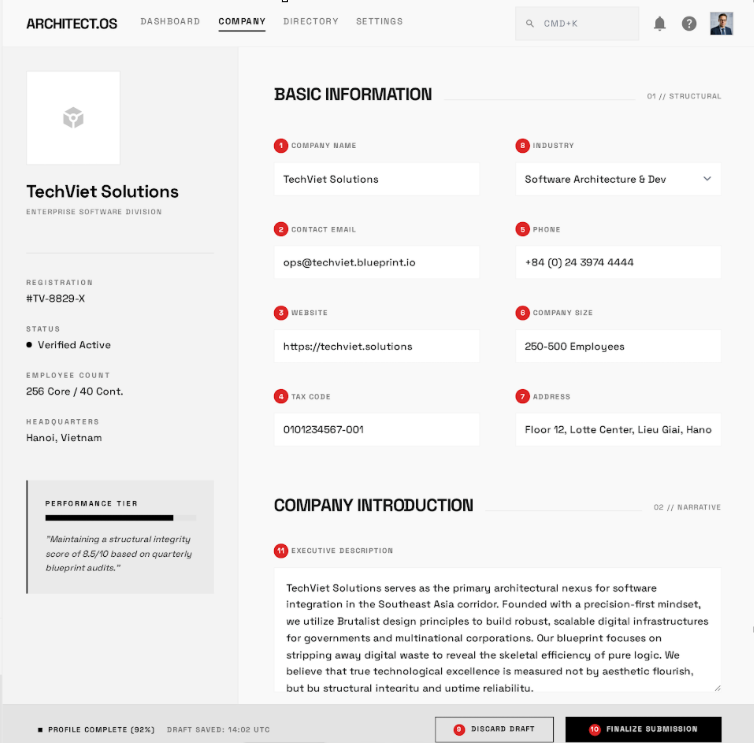 ARCHITECT.OS DASHBOARD COMPANY DIRECTORY SETTINGS CMD+K ?
TechViet Solutions
ENTERPRISE SOFTWARE DIVISION
REGISTRATION
#TV-8829-X
STATUS
Verified Active
EMPLOYEE COUNT
256 Core / 40 Cont.
HEADQUARTERS
Hanoi, Vietnam
PERFORMANCE TIER
"Maintaining a structural integrity
score of 8.5/10 based on quarterly
blueprint audits."
BASIC INFORMATION 01 // STRUCTURAL
1 COMPANY NAME 8 INDUSTRY
TechViet Solutions Software Architecture & Dev
2 CONTACT EMAIL 5 PHONE
ops@techviet.blueprint.io +84 (0) 24 3974 4444
3 WEBSITE 6 COMPANY SIZE
https://techviet.solutions 250-500 Employees
4 TAX CODE 7 ADDRESS
0101234567-001 Floor 12, Lotte Center, Lieu Giai, Hano
COMPANY INTRODUCTION 02 // NARRATIVE
11 EXECUTIVE DESCRIPTION
TechViet Solutions serves as the primary architectural nexus for software
integration in the Southeast Asia corridor. Founded with a precision-first mindset,
we utilize Brutalist design principles to build robust, scalable digital infrastructures
for governments and multinational corporations. Our blueprint focuses on
stripping away digital waste to reveal the skeletal efficiency of pure logic. We
believe that true technological excellence is measured not by aesthetic flourish,
but by structural integrity and uptime reliability.
PROFILE COMPLETE (92%) DRAFT SAVED: 14:02 UTC 9 DISCARD DRAFT 10 FINALIZE SUBMISSION